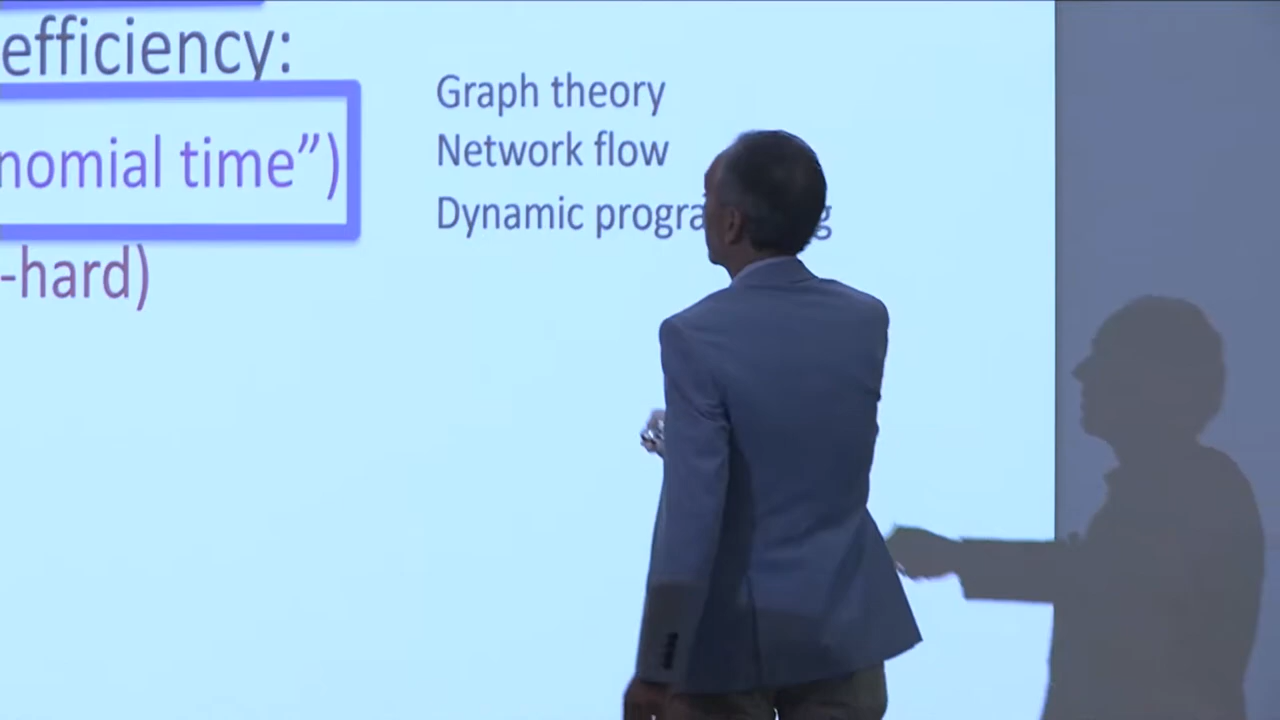 efficiency:
nomial time”)
-hard)
Graph theory
Network flow
Dynamic progra g